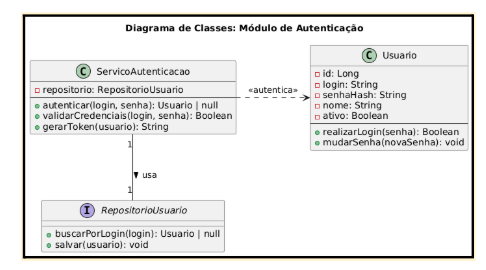 Diagrama de Classes: Módulo de Autenticação
C ServicoAutenticacao
repositorio: RepositorioUsuario
autenticar(login, senha): Usuario | null
validarCredenciais(login, senha): Boolean
gerarToken(usuario): String
«autentica»
C Usuario
id: Long
login: String
senhaHash: String
nome: String
ativo: Boolean
realizarLogin(senha): Boolean
mudarSenha(novaSenha): void
1
usa
1
I RepositorioUsuario
buscarPorLogin(login): Usuario | null
salvar(usuario): void